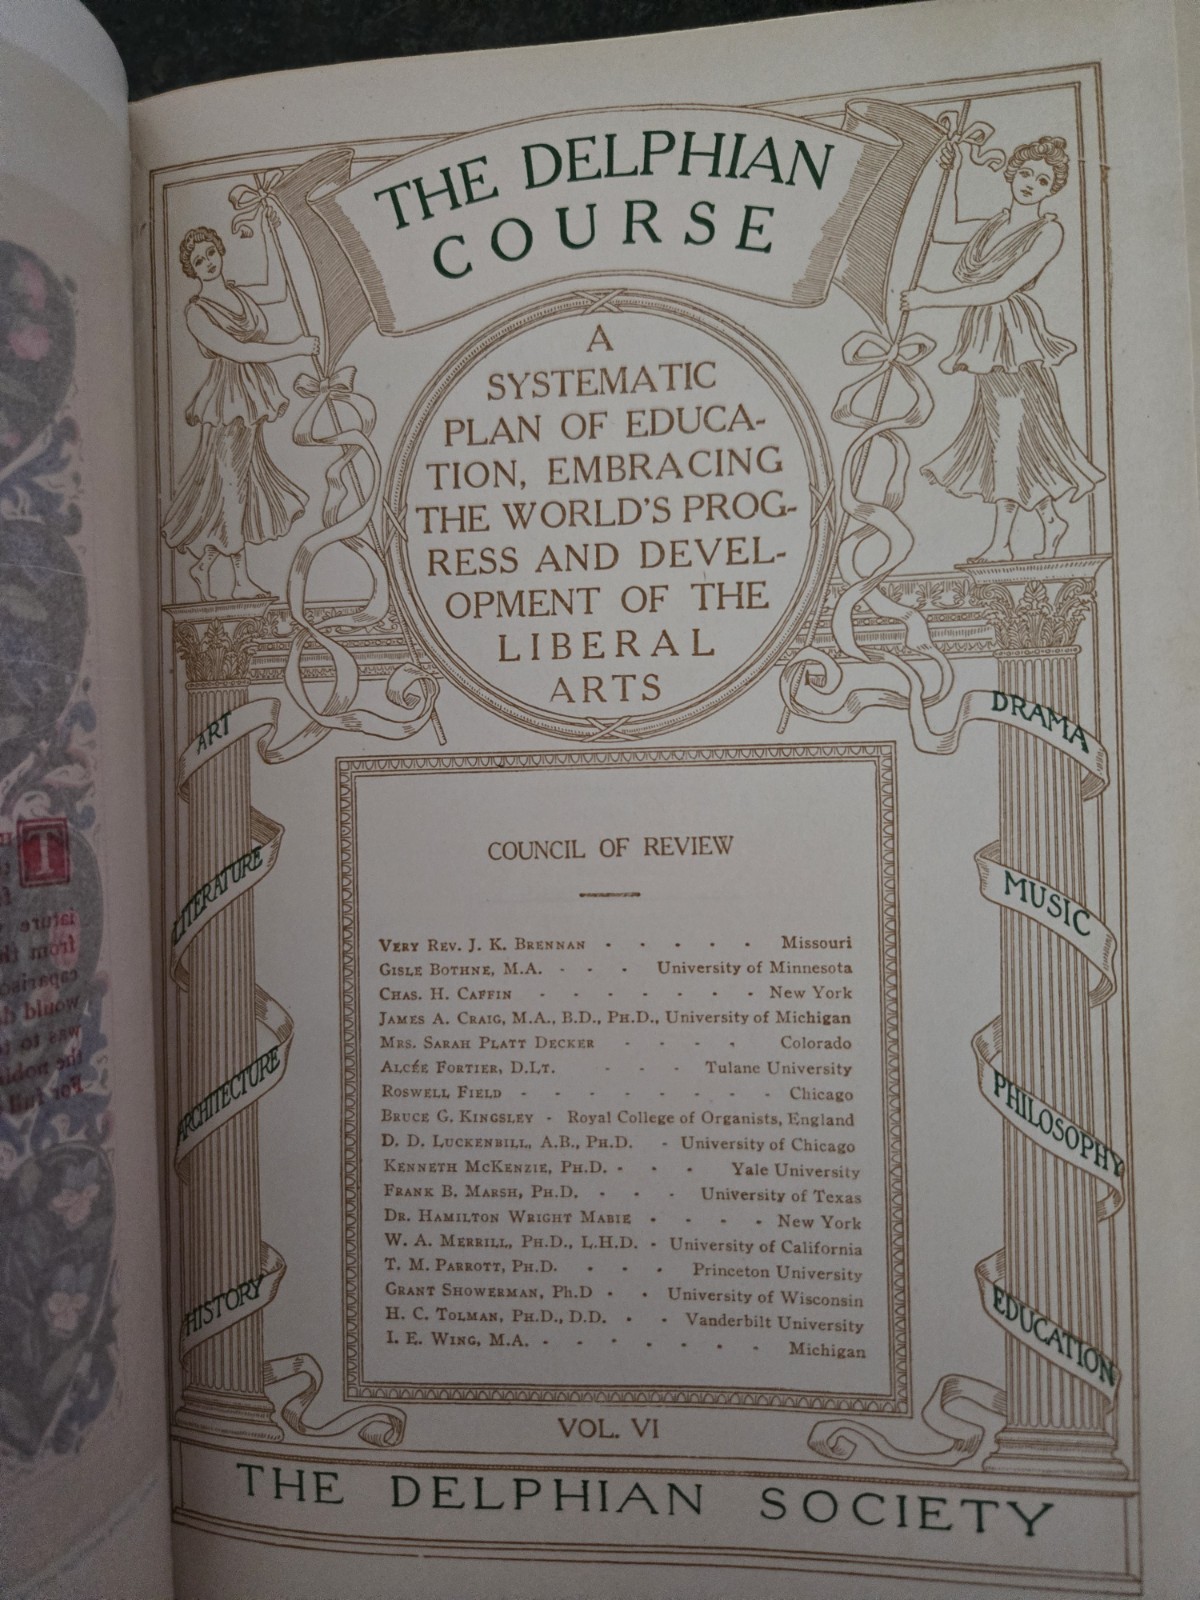 THE DELPHIAN
COURSE
A
SYSTEMATIC
PLAN OF EDUCA-
TION, EMBRACING
THE WORLD'S PROG-
RESS AND DEVEL-
OPMENT OF THE
LIBERAL
ARTS
ART
DRAMA
LITERATURE
MUSIC
ARCHITECTURE
PHILOSOPHY
HISTORY
EDUCATION
COUNCIL OF REVIEW
VERY REV. J. K. BRENNAN - - - - - Missouri
GISLE BOTHNE, M.A. - - - University of Minnesota
CHAS. H. CAFFIN - - - - - - - New York
JAMES A. CRAIG, M.A., B.D., PH.D., University of Michigan
MRS. SARAH PLATT DECKER - - - - Colorado
ALCÉE FORTIER, D.LT. - - - Tulane University
ROSWELL FIELD - - - - - - - Chicago
BRUCE G. KINGSLEY - Royal College of Organists, England
D. D. LUCKENBILL, A.B., PH.D. - University of Chicago
KENNETH MCKENZIE, PH.D. - - - Yale University
FRANK B. MARSH, PH.D. - - - University of Texas
DR. HAMILTON WRIGHT MABIE - - - - New York
W. A. MERRILL, PH.D., L.H.D. - University of California
T. M. PARROTT, PH.D. - - - Princeton University
GRANT SHOWERMAN, Ph.D - - University of Wisconsin
H. C. TOLMAN, PH.D., D.D. - - Vanderbilt University
I. E. WING, M.A. - - - - - - Michigan
VOL. VI
THE DELPHIAN SOCIETY